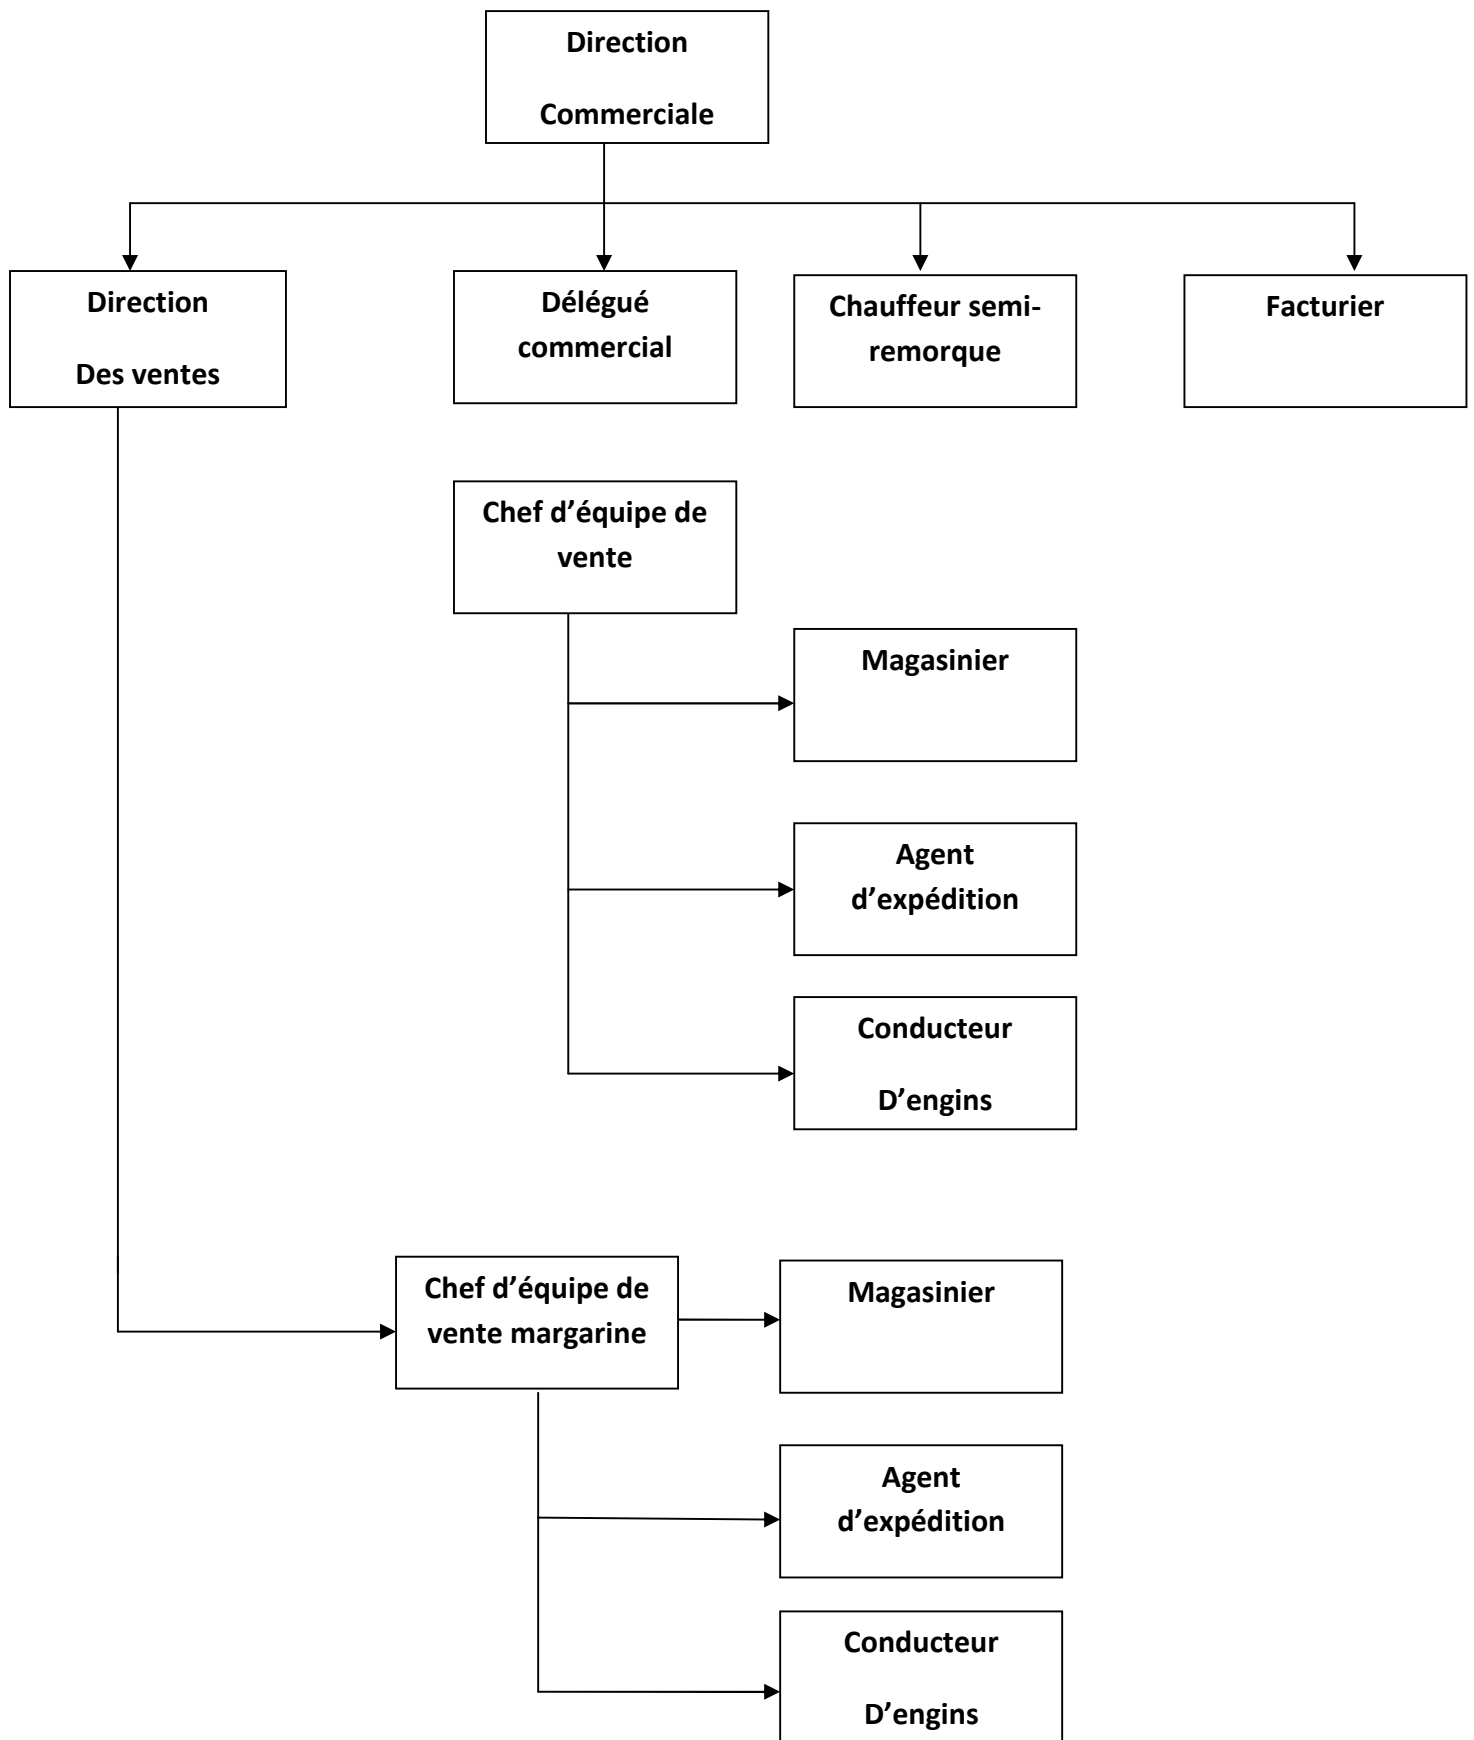 Direction
Commerciale
Direction
Des ventes
Délégué
commercial
Chauffeur semi-
remorque
Facturier
Chef d’équipe de
vente
Magasinier
Agent
d’expédition
Conducteur
D’engins
Chef d’équipe de
vente margarine
Magasinier
Agent
d’expédition
Conducteur
D’engins